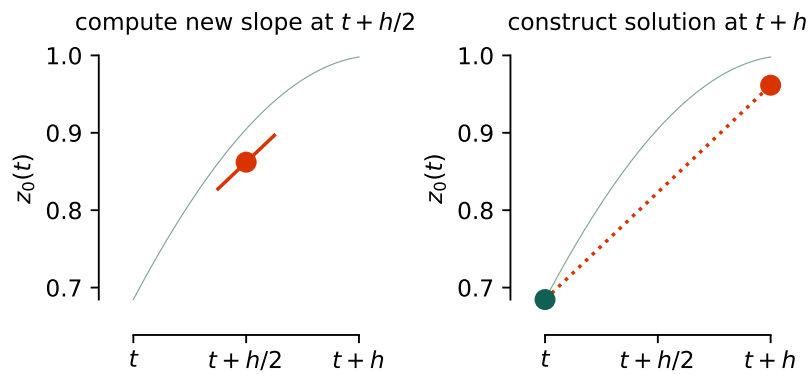 compute new slope at t + h/2
1.0
0.9
0.8
0.7
z₀(t)
t
t + h/2
t + h
construct solution at t + h
1.0
0.9
0.8
0.7
z₀(t)
t
t + h/2
t + h